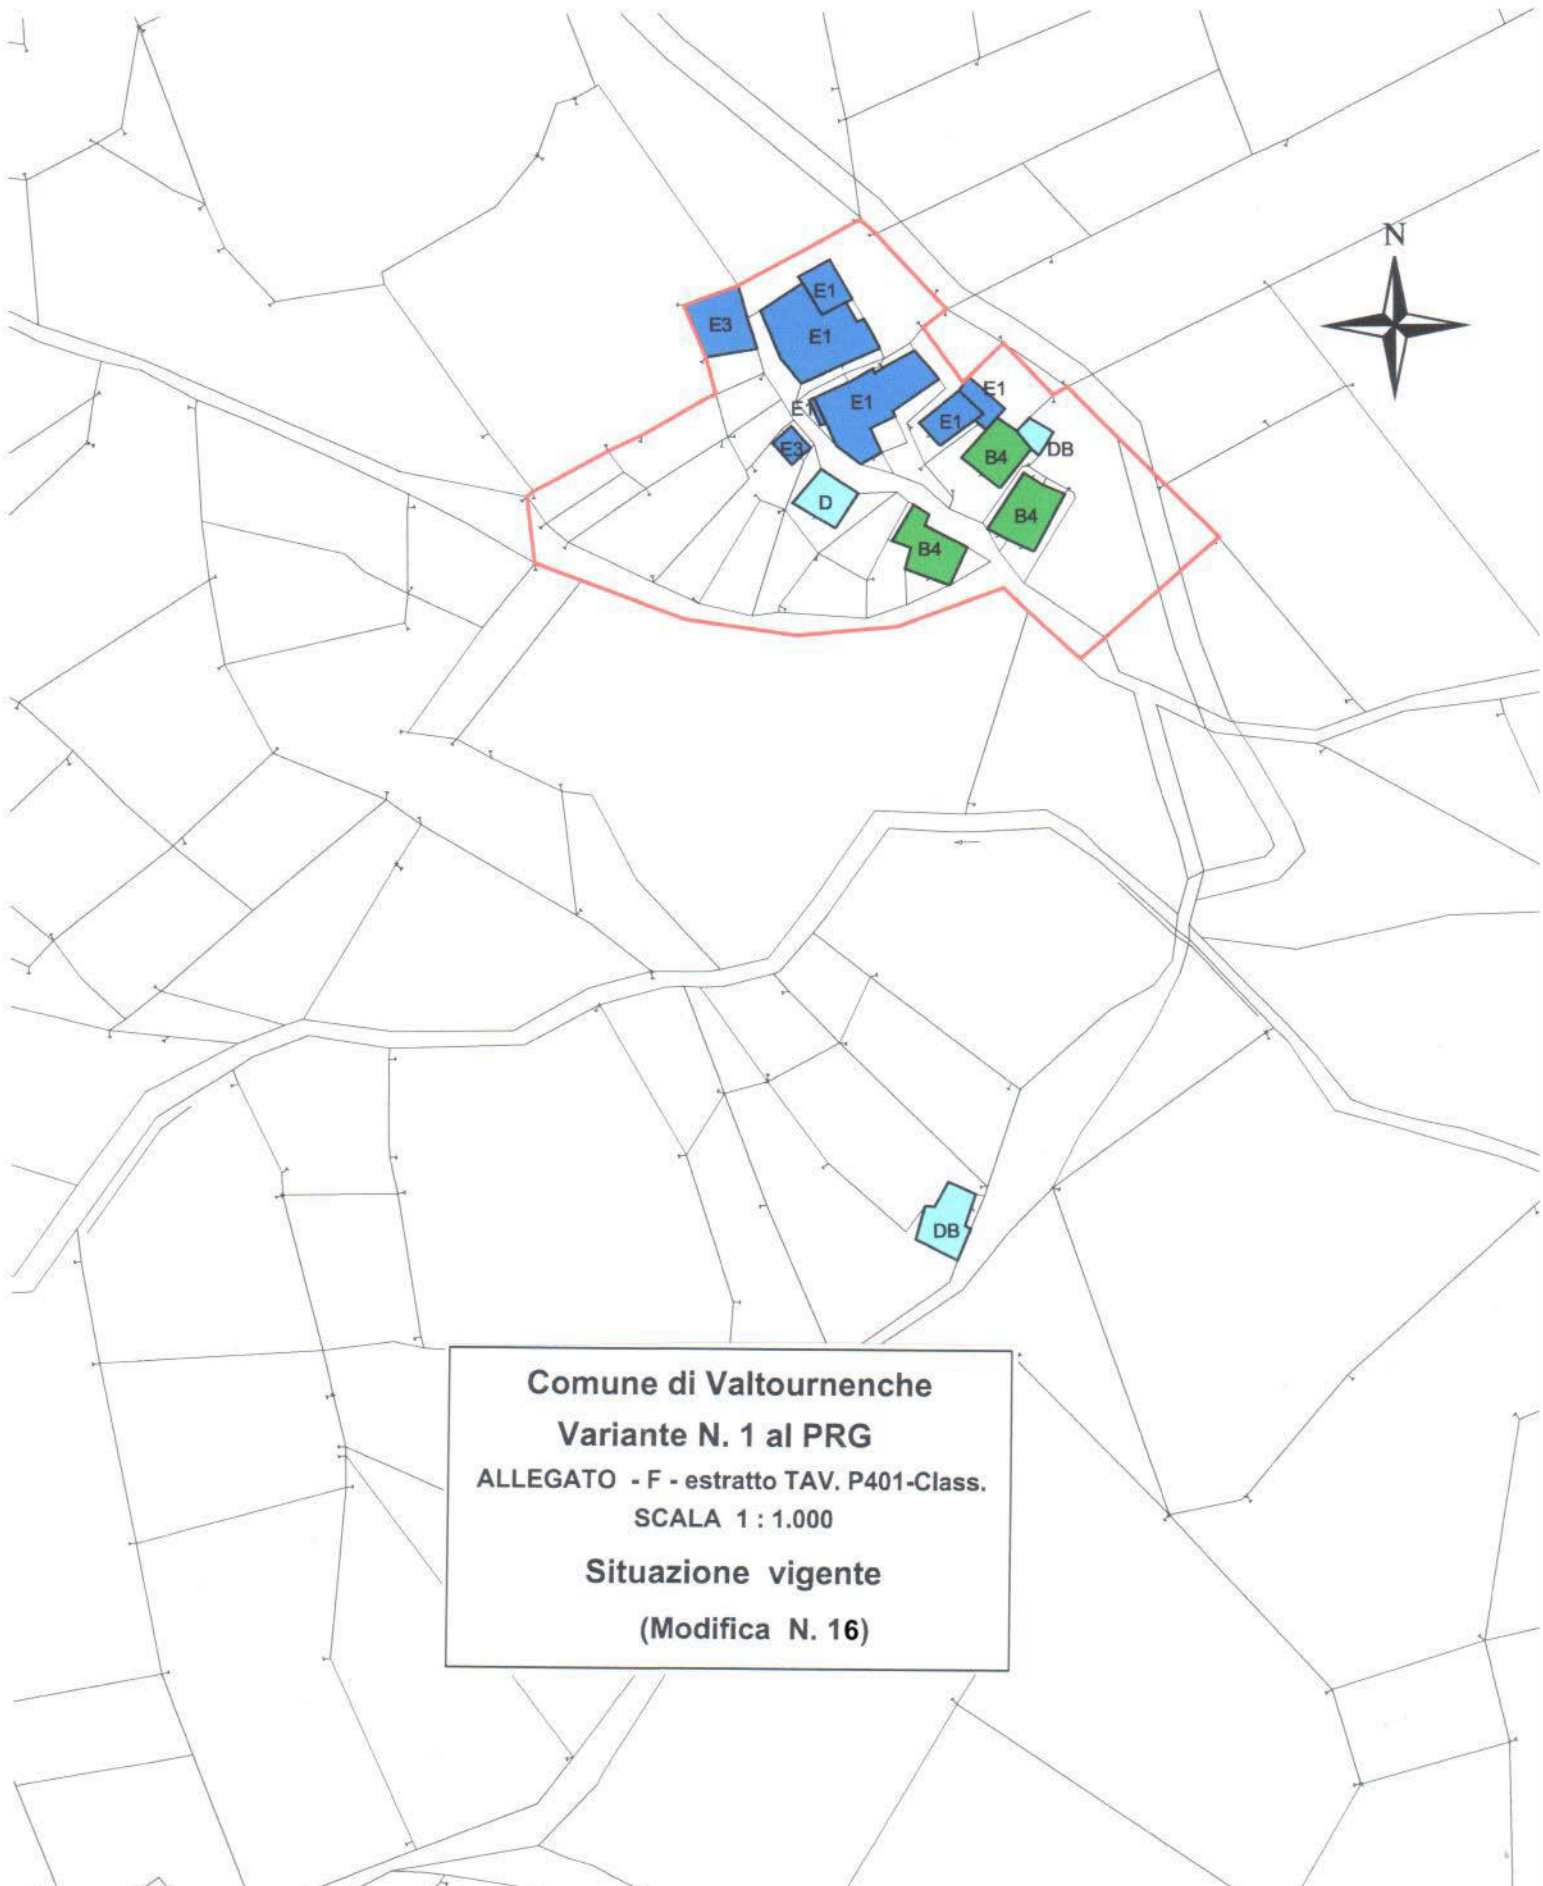 N
E1
E3
E1
E1
E1
E1
E1
E3
B4
DB
D
B4
B4
DB
Comune di Valtournenche
Variante N. 1 al PRG
ALLEGATO - F - estratto TAV. P401-Class.
SCALA 1 : 1.000
Situazione vigente
(Modifica N. 16)